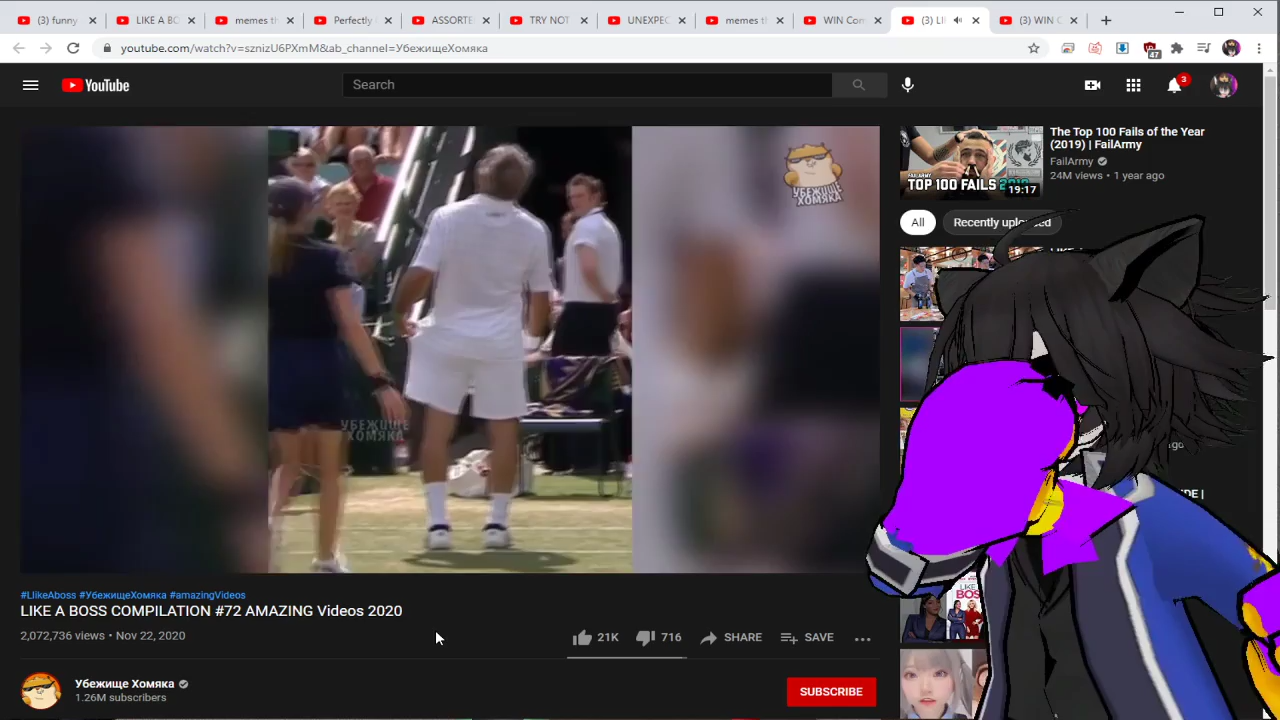 (3) funny
LIKE A BO
memes th
Perfectly
ASSORTE
TRY NOT
UNEXPEC
memes th
WIN Com
(3) LI
(3) WIN C
youtube.com/watch?v=sznizU6PXmM&ab_channel=УбежищеХомяка
47
YouTube
Search
3
УБЕЖИЩЕ
ХОМЯКА
УБЕЖИЩЕ
ХОМЯКА
TOP 100 FAILS
19:17
The Top 100 Fails of the Year
(2019) | FailArmy
FailArmy
24M views • 1 year ago
All
Recently uploaded
#LlikeAboss #УбежищеХомяка #amazingVideos
LIKE A BOSS COMPILATION #72 AMAZING Videos 2020
2,072,736 views • Nov 22, 2020
21K
716
SHARE
SAVE
Убежище Хомяка
1.26M subscribers
SUBSCRIBE